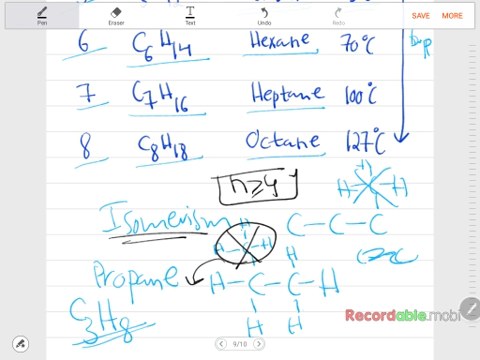 Pen Eraser Text Undo Redo SAVE MORE
6 C6H14 Hexane 70°C
7 C7H16 Heptane 100°C
8 C8H18 Octane 127°C
n≥4
H H
Isomerism C-C-C
H
Propane H-C-C-H
C3H8
H H
9/10
Recordable.mobi